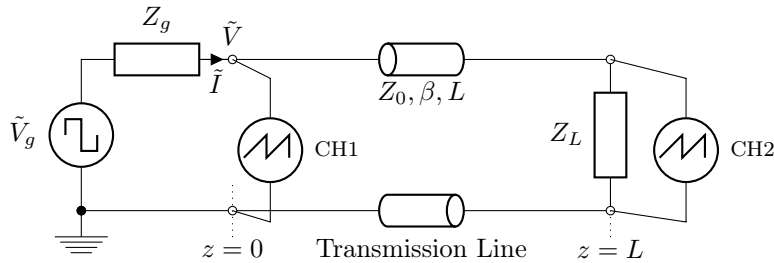 Z_g
Ṽ
Ĩ
Z_0, β, L
Ṽ_g
CH1
Z_L
CH2
z = 0
Transmission Line
z = L